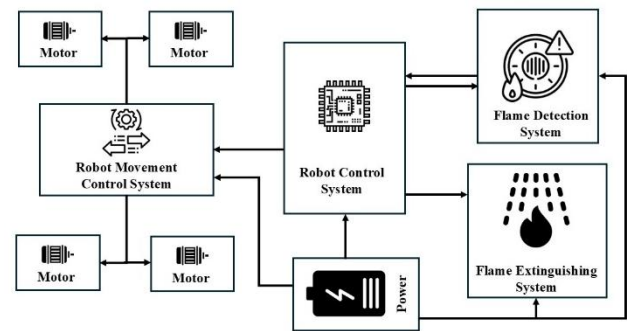 Motor
Motor
Flame Detection
System
Robot Movement
Control System
Robot Control
System
Flame Extinguishing
System
Motor
Motor
Power